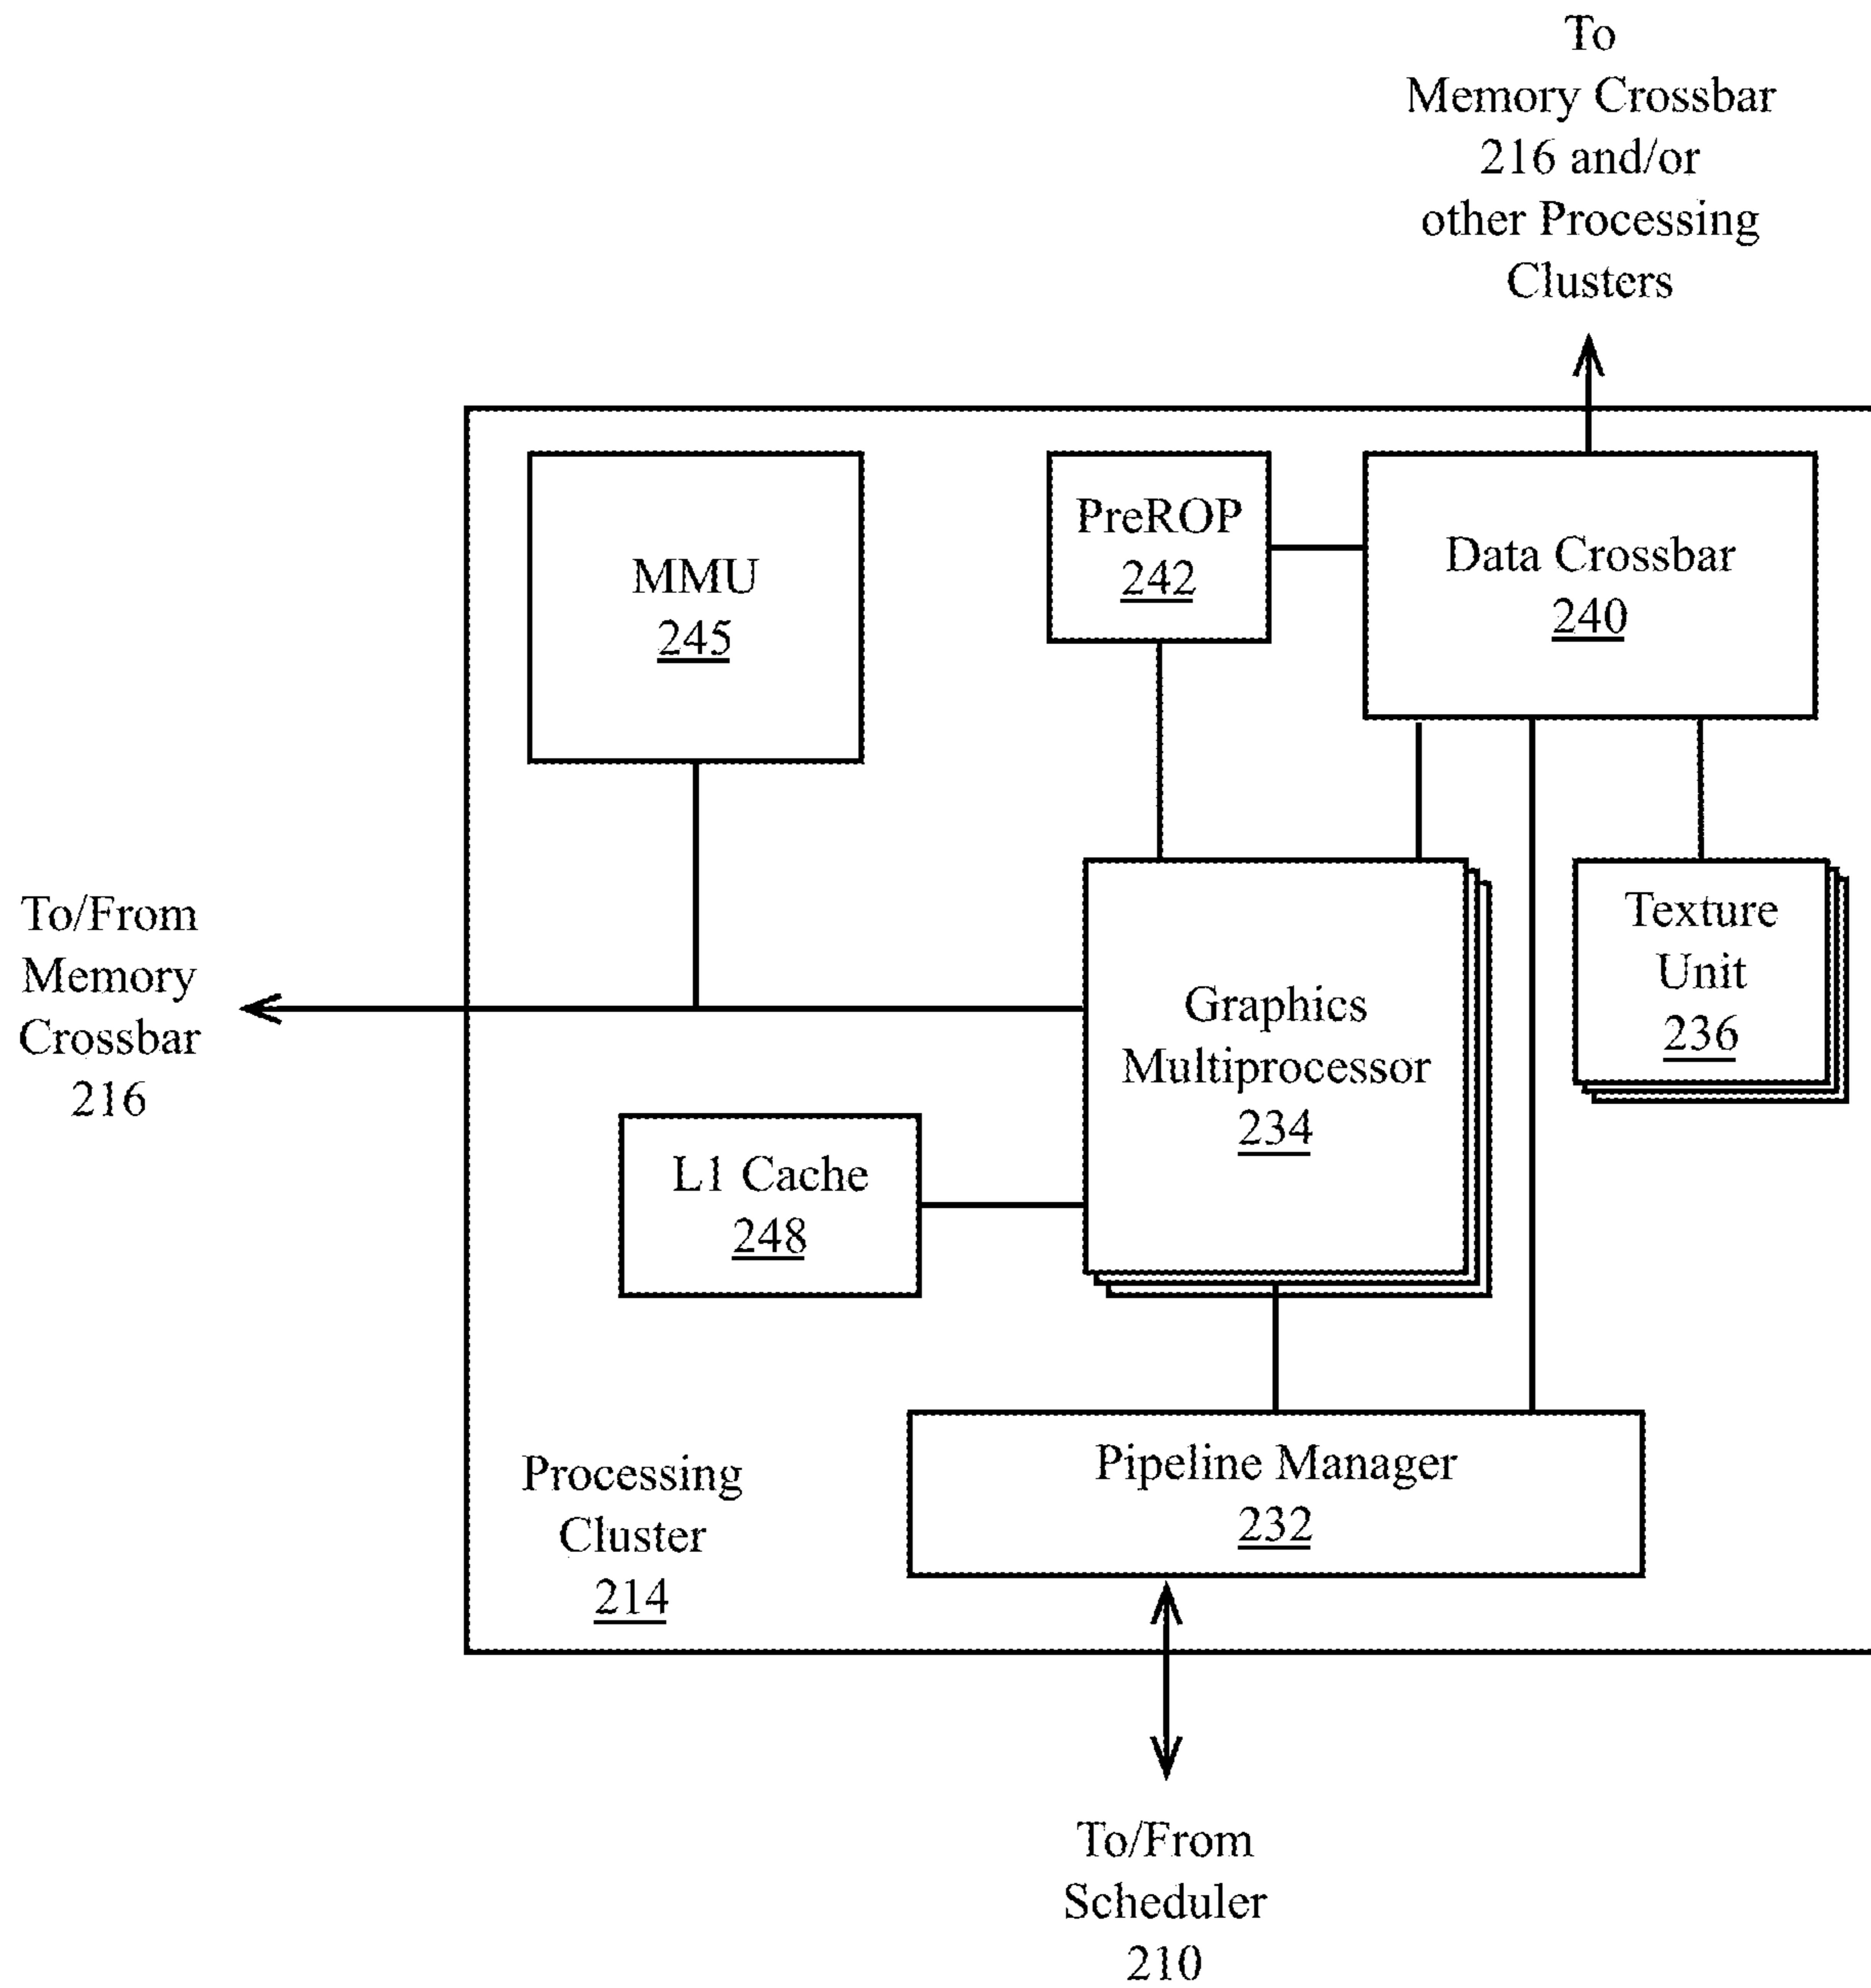 To
Memory Crossbar
216 and/or
other Processing
Clusters
MMU
245
PreROP
242
Data Crossbar
240
To/From
Memory
Crossbar
216
Graphics
Multiprocessor
234
Texture
Unit
236
L1 Cache
248
Processing
Cluster
214
Pipeline Manager
232
To/From
Scheduler
210